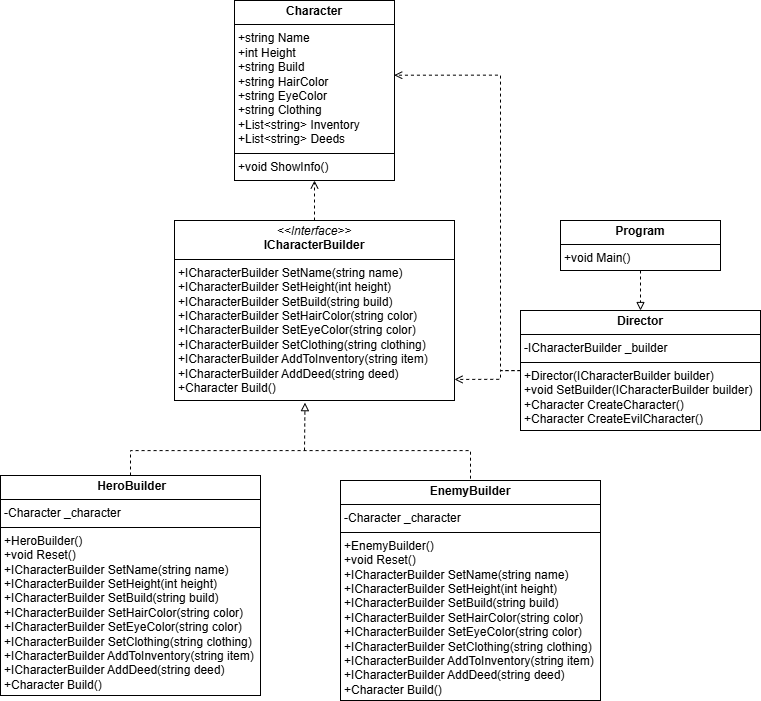 Character
+string Name
+int Height
+string Build
+string HairColor
+string EyeColor
+string Clothing
+List<string> Inventory
+List<string> Deeds
+void ShowInfo()
<<Interface>>
ICharacterBuilder
+ICharacterBuilder SetName(string name)
+ICharacterBuilder SetHeight(int height)
+ICharacterBuilder SetBuild(string build)
+ICharacterBuilder SetHairColor(string color)
+ICharacterBuilder SetEyeColor(string color)
+ICharacterBuilder SetClothing(string clothing)
+ICharacterBuilder AddToInventory(string item)
+ICharacterBuilder AddDeed(string deed)
+Character Build()
Program
+void Main()
Director
-ICharacterBuilder _builder
+Director(ICharacterBuilder builder)
+void SetBuilder(ICharacterBuilder builder)
+Character CreateCharacter()
+Character CreateEvilCharacter()
HeroBuilder
-Character _character
+HeroBuilder()
+void Reset()
+ICharacterBuilder SetName(string name)
+ICharacterBuilder SetHeight(int height)
+ICharacterBuilder SetBuild(string build)
+ICharacterBuilder SetHairColor(string color)
+ICharacterBuilder SetEyeColor(string color)
+ICharacterBuilder SetClothing(string clothing)
+ICharacterBuilder AddToInventory(string item)
+ICharacterBuilder AddDeed(string deed)
+Character Build()
EnemyBuilder
-Character _character
+EnemyBuilder()
+void Reset()
+ICharacterBuilder SetName(string name)
+ICharacterBuilder SetHeight(int height)
+ICharacterBuilder SetBuild(string build)
+ICharacterBuilder SetHairColor(string color)
+ICharacterBuilder SetEyeColor(string color)
+ICharacterBuilder SetClothing(string clothing)
+ICharacterBuilder AddToInventory(string item)
+ICharacterBuilder AddDeed(string deed)
+Character Build()